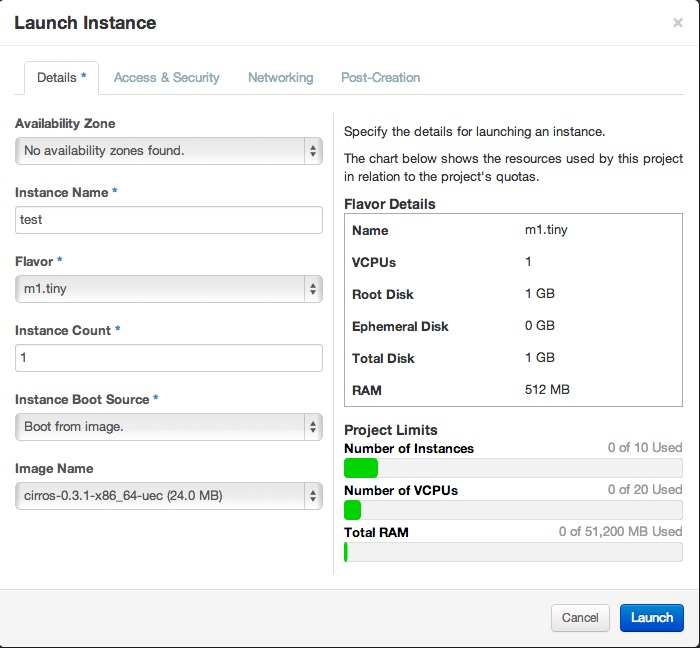 Launch Instance
×
Details *
Access & Security
Networking
Post-Creation
Availability Zone
No availability zones found.
Instance Name *
test
Flavor *
m1.tiny
Instance Count *
1
Instance Boot Source *
Boot from image.
Image Name
cirros-0.3.1-x86_64-uec (24.0 MB)
Specify the details for launching an instance.
The chart below shows the resources used by this project
in relation to the project's quotas.
Flavor Details
Name m1.tiny
VCPUs 1
Root Disk 1 GB
Ephemeral Disk 0 GB
Total Disk 1 GB
RAM 512 MB
Project Limits
Number of Instances 0 of 10 Used
Number of VCPUs 0 of 20 Used
Total RAM 0 of 51,200 MB Used
Cancel
Launch